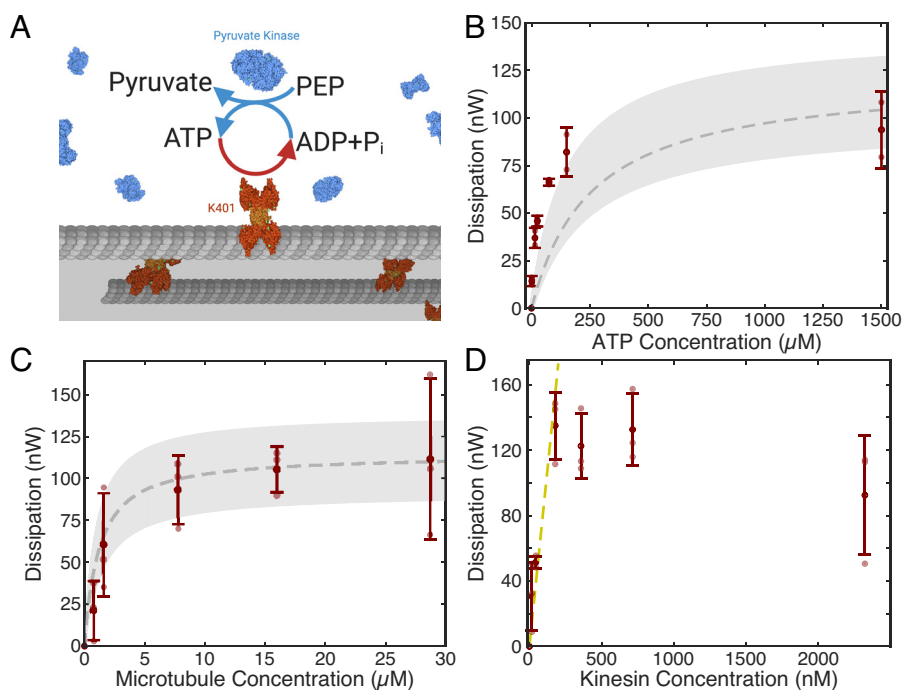 A
Pyruvate Kinase
Pyruvate
PEP
ATP
ADP+Pi
K401
B
Dissipation (nW)
150
125
100
75
50
25
0
0 250 500 750 1000 1250 1500
ATP Concentration (µM)
C
Dissipation (nW)
150
125
100
75
50
25
0
0 5 10 15 20 25 30
Microtubule Concentration (µM)
D
Dissipation (nW)
160
120
80
40
0
0 500 1000 1500 2000
Kinesin Concentration (nM)